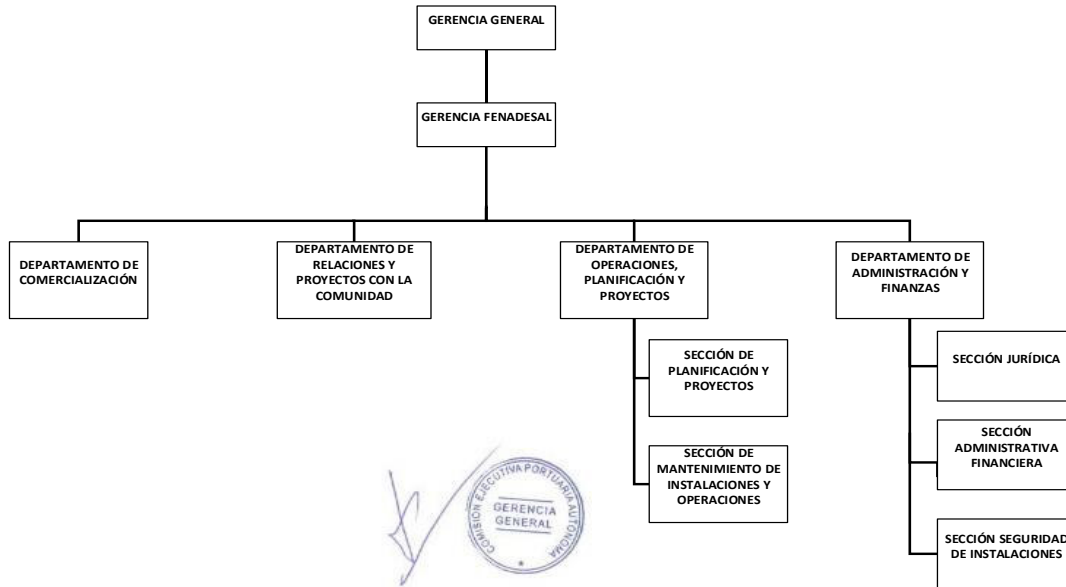 GERENCIA GENERAL
GERENCIA FENADESAL
DEPARTAMENTO DE
COMERCIALIZACIÓN
DEPARTAMENTO DE
RELACIONES Y
PROYECTOS CON LA
COMUNIDAD
DEPARTAMENTO DE
OPERACIONES,
PLANIFICACIÓN Y
PROYECTOS
DEPARTAMENTO DE
ADMINISTRACIÓN Y
FINANZAS
SECCIÓN DE
PLANIFICACIÓN Y
PROYECTOS
SECCIÓN DE
MANTENIMIENTO DE
INSTALACIONES Y
OPERACIONES
SECCIÓN JURÍDICA
SECCIÓN
ADMINISTRATIVA
FINANCIERA
SECCIÓN SEGURIDAD
DE INSTALACIONES
COMISION EJECUTIVA PORTUARIA AUTONOMA
GERENCIA
GENERAL